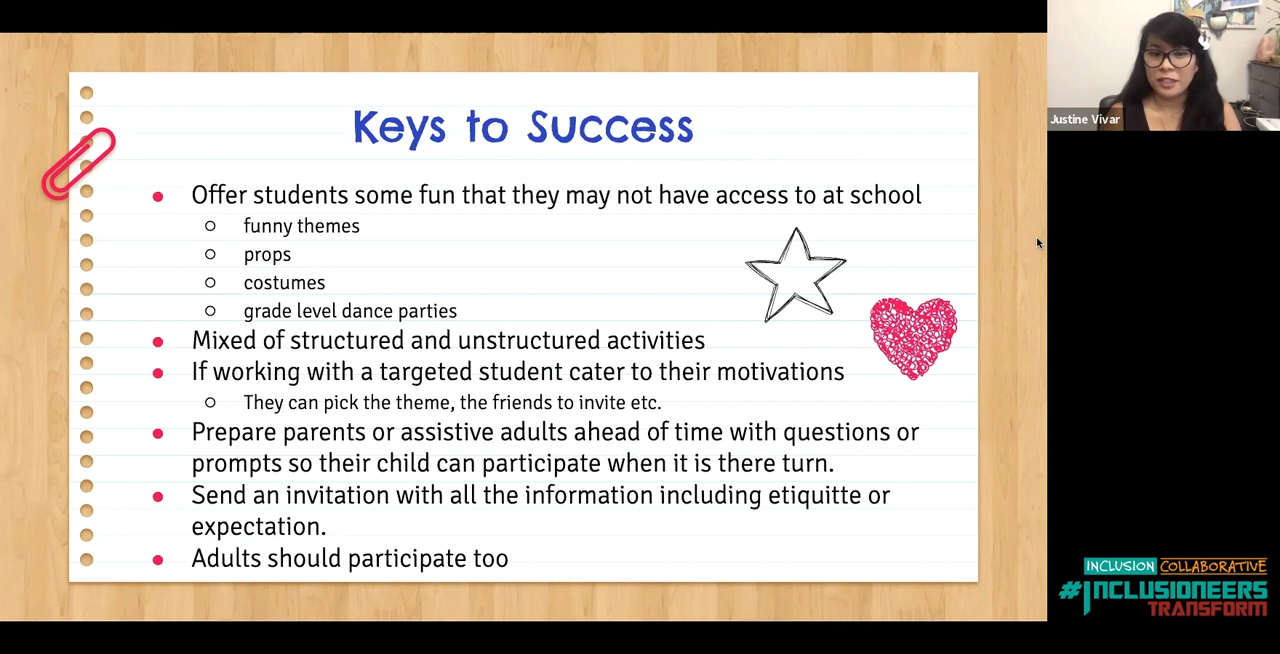 Keys to Success
Offer students some fun that they may not have access to at school
funny themes
props
costumes
grade level dance parties
Mixed of structured and unstructured activities
If working with a targeted student cater to their motivations
They can pick the theme, the friends to invite etc.
Prepare parents or assistive adults ahead of time with questions or
prompts so their child can participate when it is there turn.
Send an invitation with all the information including etiquitte or
expectation.
Adults should participate too
Justine Vivar
INCLUSION COLLABORATIVE
#INCLUSIONEERS
TRANSFORM